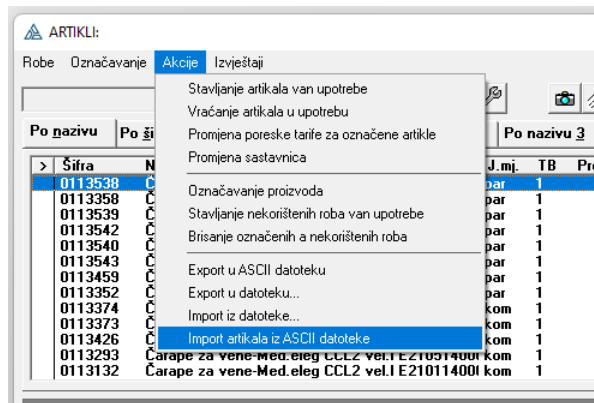 ARTIKLI:
Robe Označavanje Akcije Izvještaji
Stavljanje artikala van upotrebe
Vraćanje artikala u upotrebu
Promjena poreske tarife za označene artikle
Promjena sastavnica
Označavanje proizvoda
Stavljanje nekorištenih roba van upotrebe
Brisanje označenih a nekorištenih roba
Export u ASCII datoteku
Export u datoteku...
Import iz datoteke...
Import artikala iz ASCII datoteke
Po nazivu Po ši Po nazivu 3
> Šifra N J.mj. TB Pre
0113538 Č par 1
0113358 Č par 1
0113539 Č par 1
0113542 Č par 1
0113540 Č par 1
0113543 Č par 1
0113459 Č par 1
0113352 Č par 1
0113374 Č kom 1
0113373 Č kom 1
0113426 Č kom 1
0113293 Čarape za vene-Med.eleg CCL2 vel.I E21051400( kom 1
0113132 Čarape za vene-Med.eleg CCL2 vel.I E21011400( kom 1